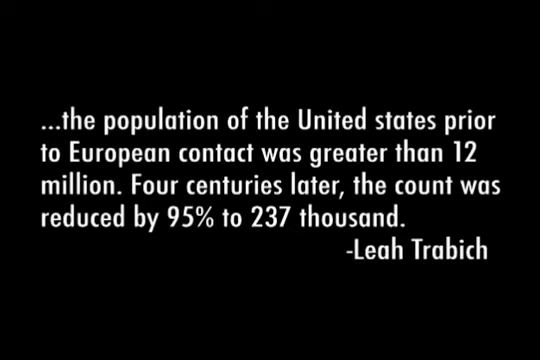 ...the population of the United states prior
to European contact was greater than 12
million. Four centuries later, the count was
reduced by 95% to 237 thousand.
-Leah Trabich